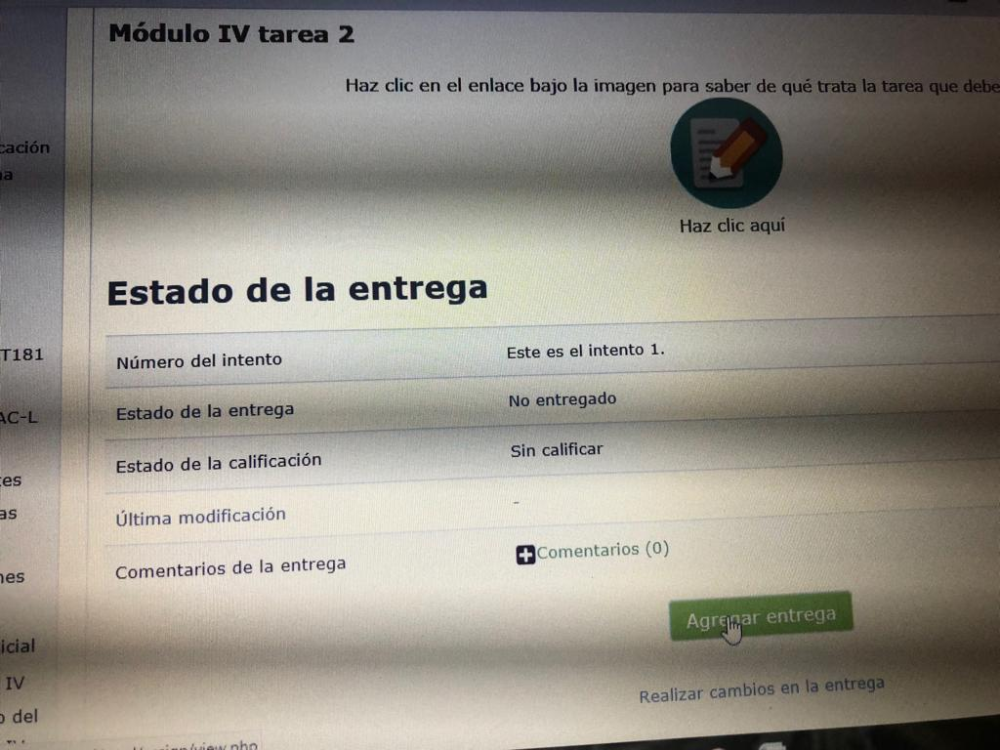 Módulo IV tarea 2
Haz clic en el enlace bajo la imagen para saber de qué trata la tarea que debe
cación
na
Haz clic aquí
Estado de la entrega
T181
Número del intento Este es el intento 1.
AC-L
Estado de la entrega No entregado
Estado de la calificación Sin calificar
tes
as
Última modificación -
nes
Comentarios de la entrega Comentarios (0)
Agregar entrega
icial
IV
o del
Realizar cambios en la entrega
/view.php